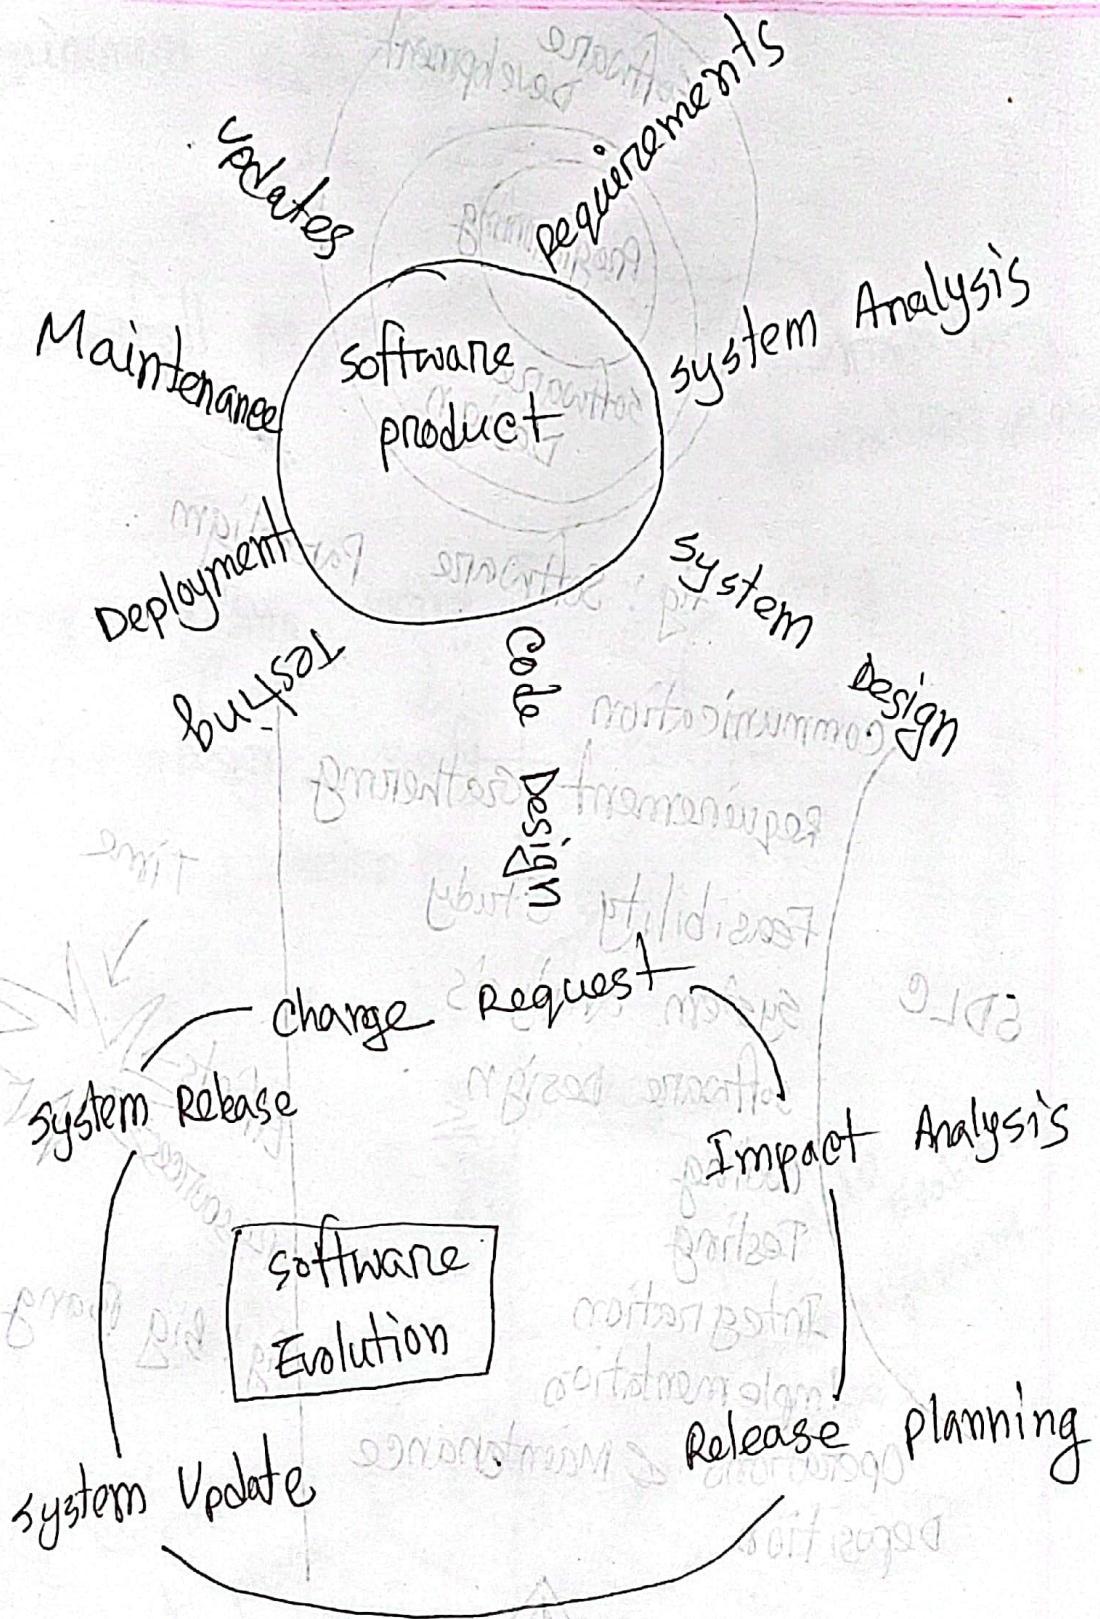 Updates
Requirements
System Analysis
Maintenance
Software
product
System Design
Deployment
Testing
Code Design
Change Request
System Release
Impact Analysis
Software
Evolution
Release planning
System Update